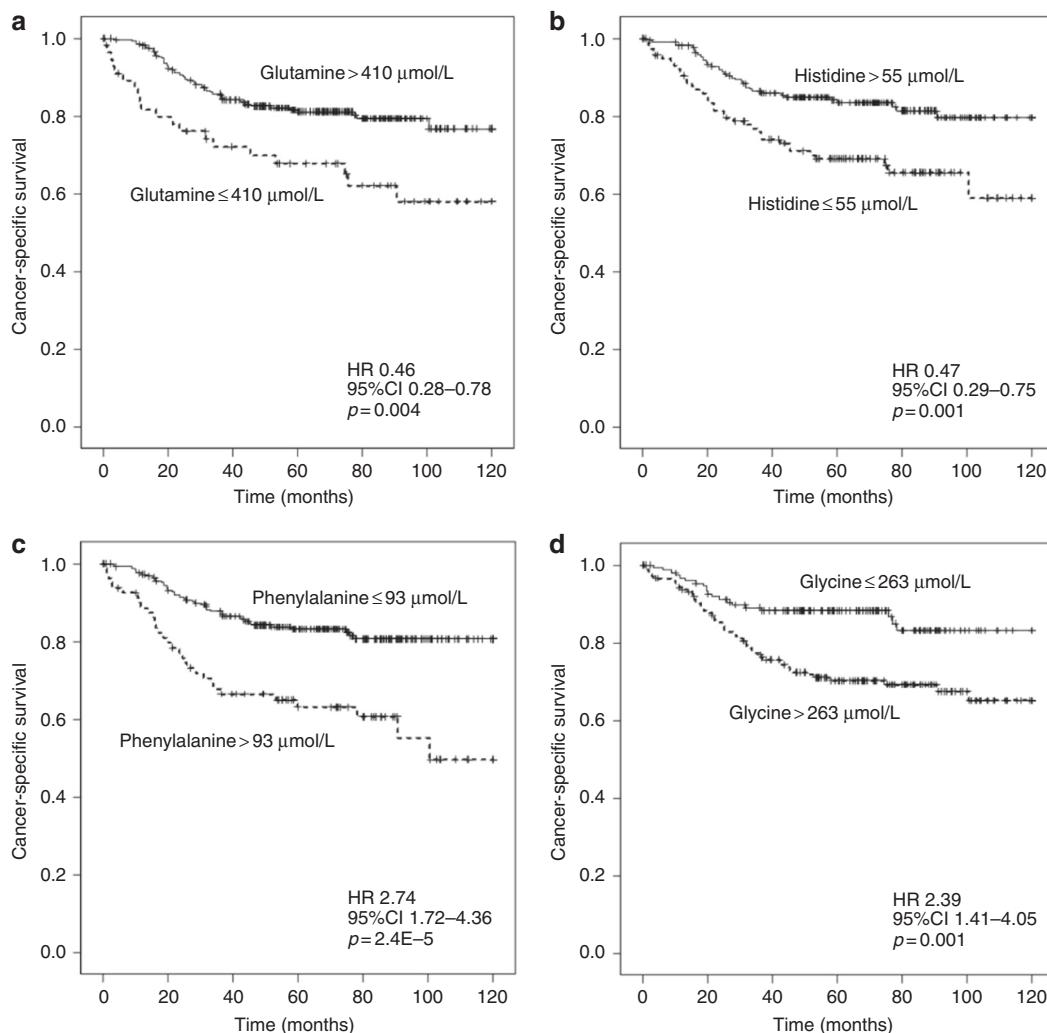 a
1.0
0.8
0.6
0.4
0.2
0.0
Cancer-specific survival
Glutamine > 410 μmol/L
Glutamine ≤ 410 μmol/L
HR 0.46
95%CI 0.28–0.78
p = 0.004
0 20 40 60 80 100 120
Time (months)
b
1.0
0.8
0.6
0.4
0.2
0.0
Cancer-specific survival
Histidine > 55 μmol/L
Histidine ≤ 55 μmol/L
HR 0.47
95%CI 0.29–0.75
p = 0.001
0 20 40 60 80 100 120
Time (months)
c
1.0
0.8
0.6
0.4
0.2
0.0
Cancer-specific survival
Phenylalanine ≤ 93 μmol/L
Phenylalanine > 93 μmol/L
HR 2.74
95%CI 1.72–4.36
p = 2.4E–5
0 20 40 60 80 100 120
Time (months)
d
1.0
0.8
0.6
0.4
0.2
0.0
Cancer-specific survival
Glycine ≤ 263 μmol/L
Glycine > 263 μmol/L
HR 2.39
95%CI 1.41–4.05
p = 0.001
0 20 40 60 80 100 120
Time (months)